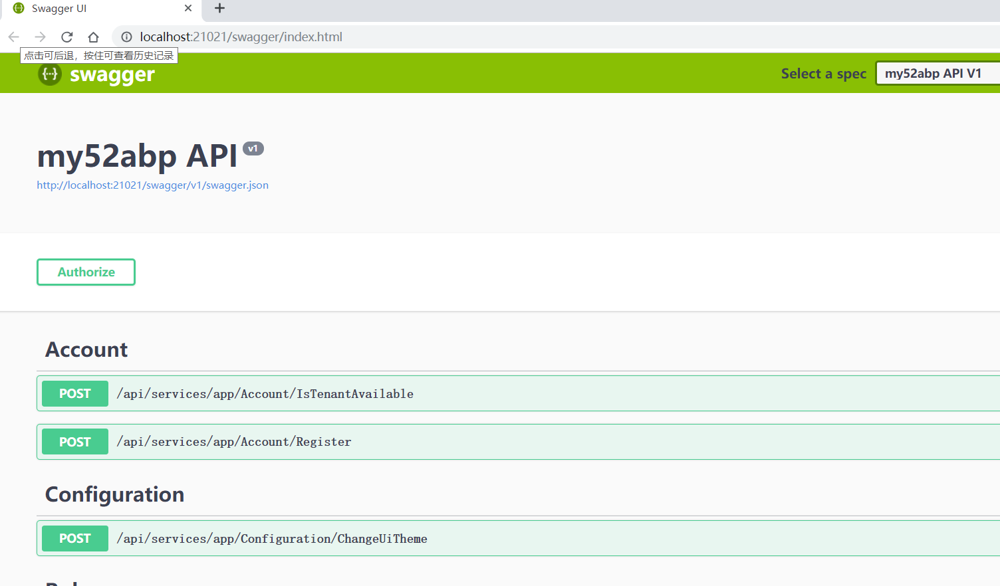 Swagger UI
localhost:21021/swagger/index.html
点击可后退，按住可查看历史记录
{···} swagger
Select a spec
my52abp API V1
my52abp API v1
http://localhost:21021/swagger/v1/swagger.json
Authorize
Account
POST /api/services/app/Account/IsTenantAvailable
POST /api/services/app/Account/Register
Configuration
POST /api/services/app/Configuration/ChangeUiTheme